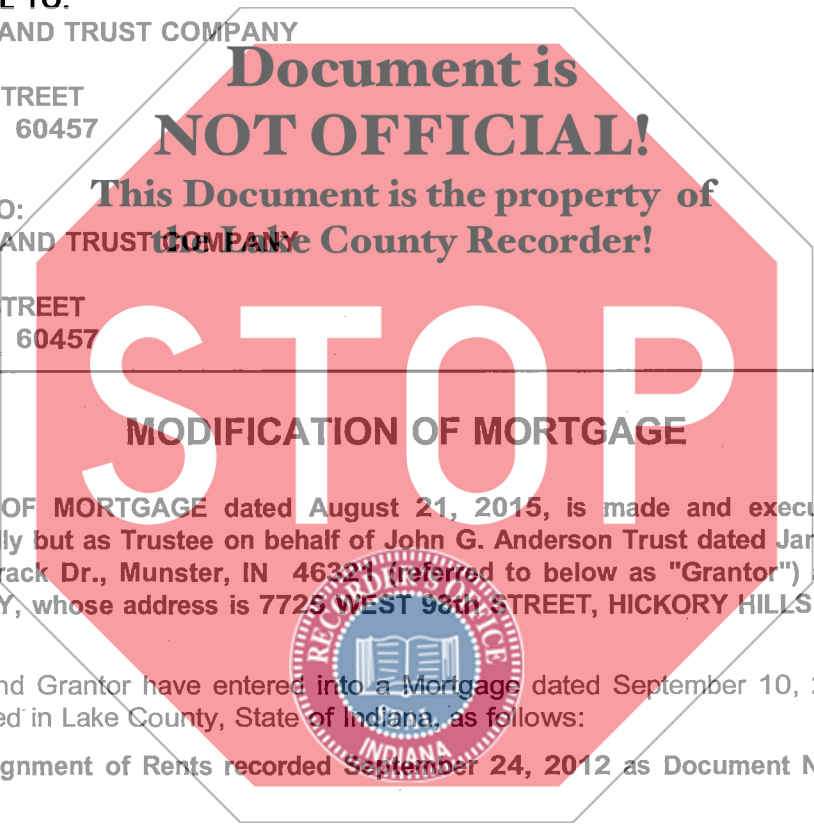 E TO:
AND TRUST COMPANY
Document is
TREET
60457
NOT OFFICIAL!
This Document is the property of
O:
AND TRUST COMPANY
the Lake County Recorder!
STREET
60457
STOP
MODIFICATION OF MORTGAGE
OF MORTGAGE dated August 21, 2015, is made and execu
ly but as Trustee on behalf of John G. Anderson Trust dated Jan
rack Dr., Munster, IN 46321 (referred to below as "Grantor")
Y, whose address is 7725 WEST 98th STREET, HICKORY HILLS
RECORDER'S OFFICE
nd Grantor have entered into a Mortgage dated September 10, 2
ed in Lake County, State of Indiana, as follows:
INDIANA
gnment of Rents recorded September 24, 2012 as Document N